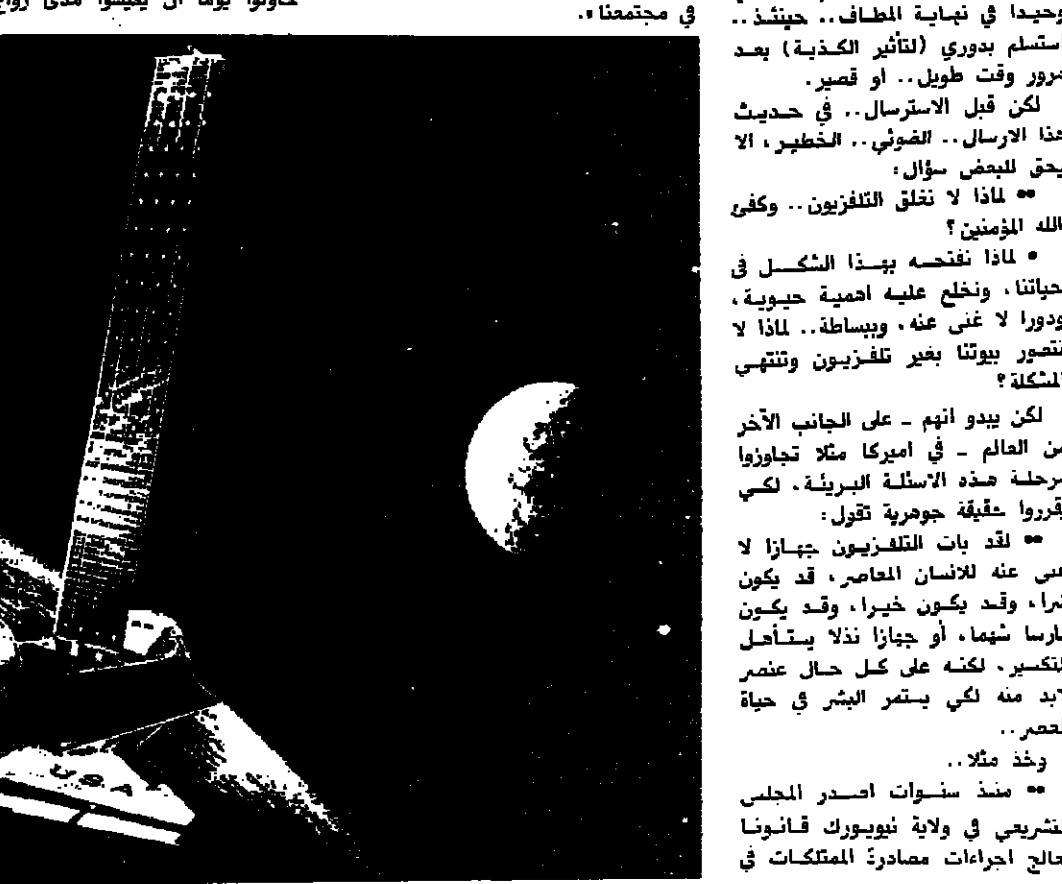 في مجتمعنا».
وحيدا في نهاية المطاف.. حينئذ..
أستسلم بدوري (لتأثير الكذبة) بعد
مرور وقت طويل.. او قصير.
لكن قبل الاسترسال.. في حديث
هذا الارسال.. الضوئي.. الخطير، الا
يحق للبعض سؤال:
•• لماذا لا نغلق التلفزيون.. وكفى
الله المؤمنين؟
• لماذا نفتحه بهذا الشكل في
حياتنا، ونخلع عليه اهمية حيوية،
ودورا لا غنى عنه، وببساطة.. لماذا لا
نتصور بيوتنا بغير تلفزيون وتنتهي
المشكلة؟
لكن يبدو انهم ـ على الجانب الآخر
من العالم ـ في اميركا مثلا تجاوزوا
مرحلة هذه الاسئلة البريئة، لكي
يقرروا حقيقة جوهرية تقول:
•• لقد بات التلفزيون جهازا لا
غنى عنه للانسان المعاصر، قد يكون
شرا، وقد يكون خيرا، وقد يكون
فارسا شهما، أو جهازا نذلا يستأهل
التكسير، لكنه على كل حال عنصر
لابد منه لكي يستمر البشر في حياة
العصر..
وخذ مثلا..
•• منذ سنوات اصدر المجلس
التشريعي في ولاية نيويورك قانونا
يعالج اجراءات مصادرة الممتلكات في
USA